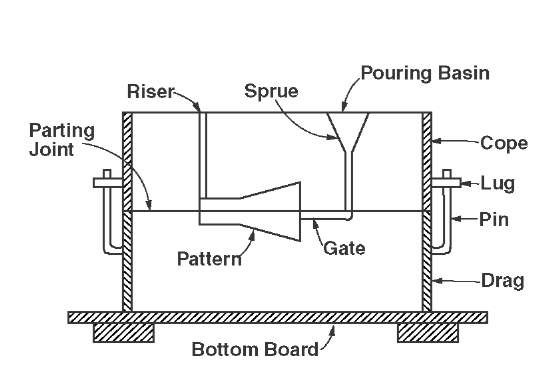 Pouring Basin
Riser
Sprue
Parting
Joint
Cope
Lug
Pin
Pattern
Gate
Drag
Bottom Board